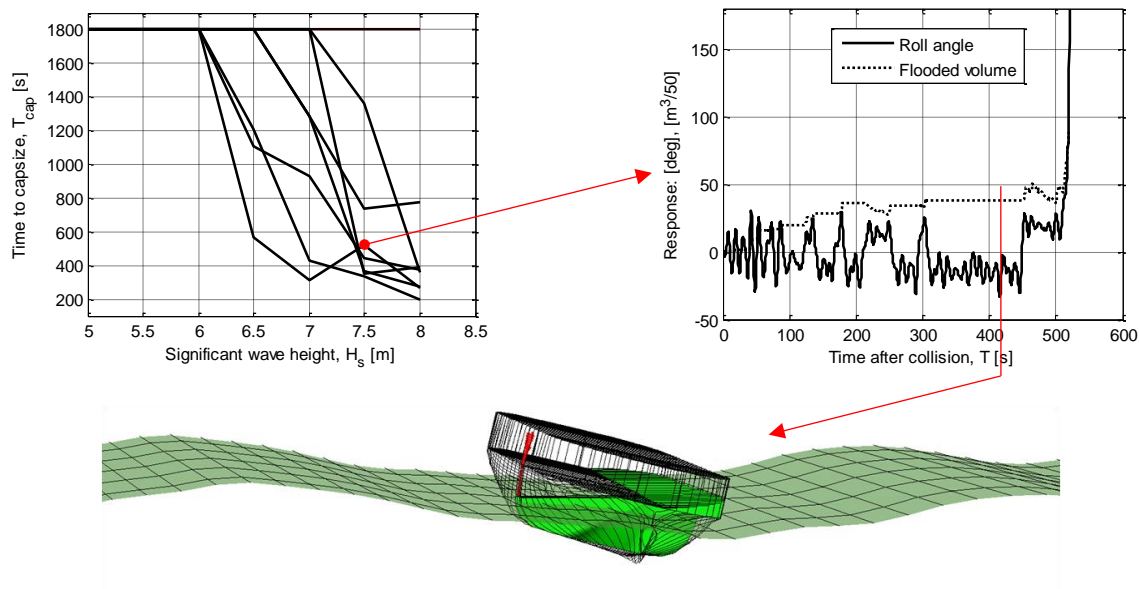 1800
1600
1400
1200
1000
800
600
400
200
Time to capsize, T_cap [s]
5 5.5 6 6.5 7 7.5 8 8.5
Significant wave height, H_s [m]
150
100
50
0
-50
Response: [deg], [m^3/50]
Roll angle
Flooded volume
0 100 200 300 400 500 600
Time after collision, T [s]